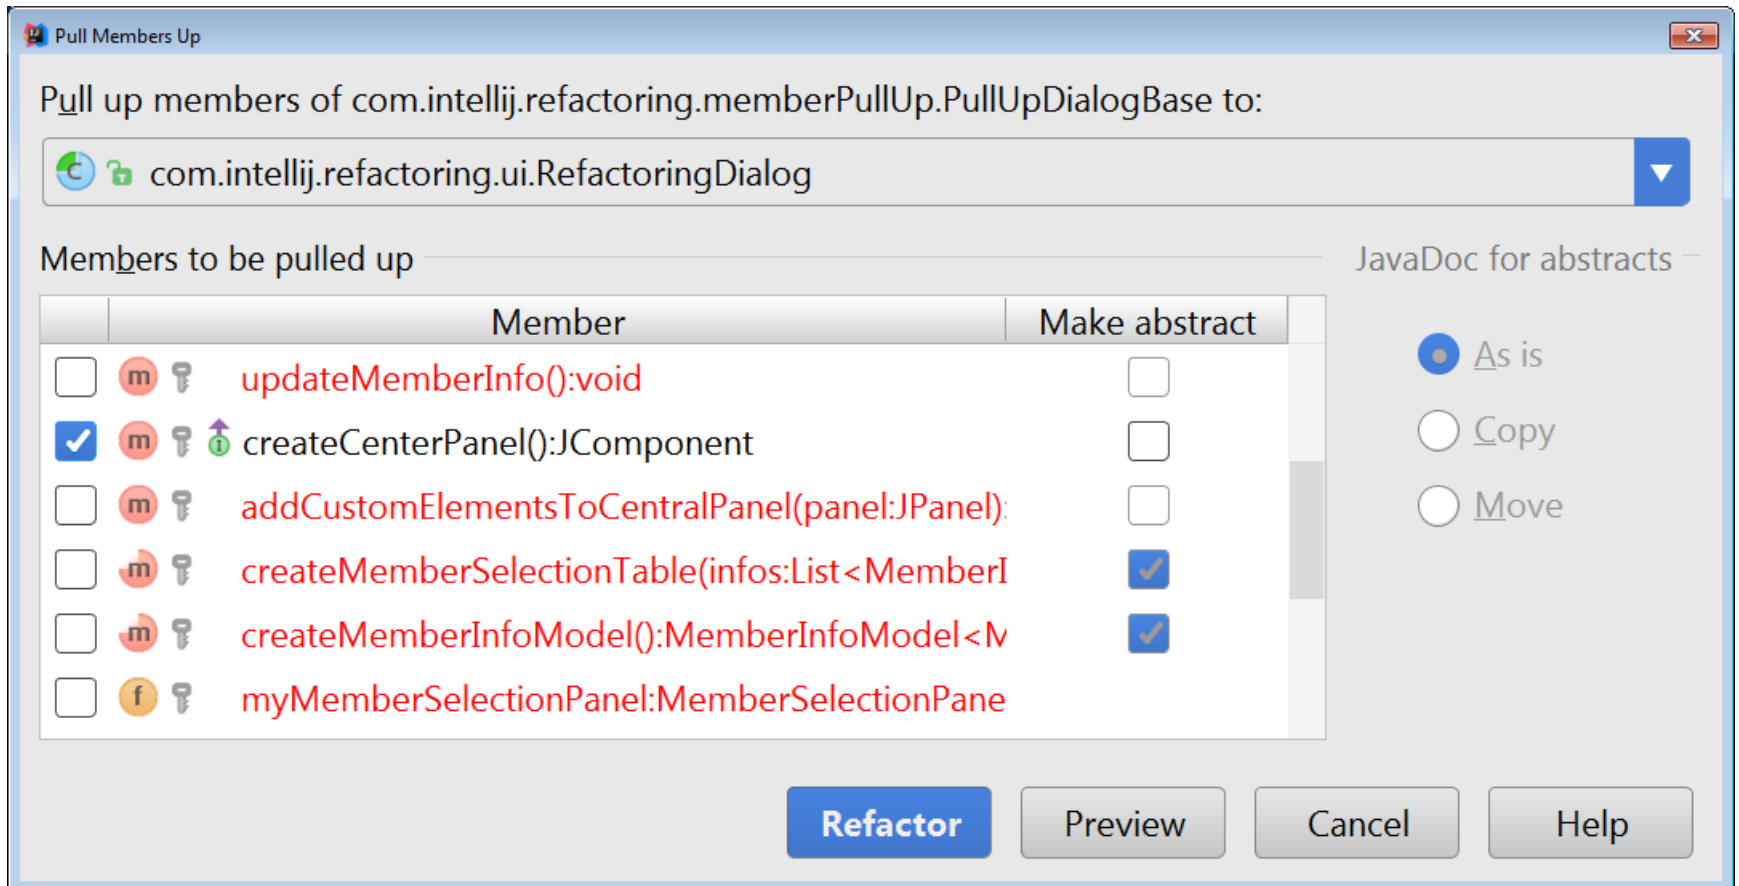 Pull Members Up
Pull up members of com.intellij.refactoring.memberPullUp.PullUpDialogBase to:
com.intellij.refactoring.ui.RefactoringDialog
Members to be pulled up
JavaDoc for abstracts
Member Make abstract
updateMemberInfo():void
As is
createCenterPanel():JComponent
Copy
addCustomElementsToCentralPanel(panel:JPanel):
Move
createMemberSelectionTable(infos:List<MemberI
createMemberInfoModel():MemberInfoModel<M
myMemberSelectionPanel:MemberSelectionPane
Refactor Preview Cancel Help